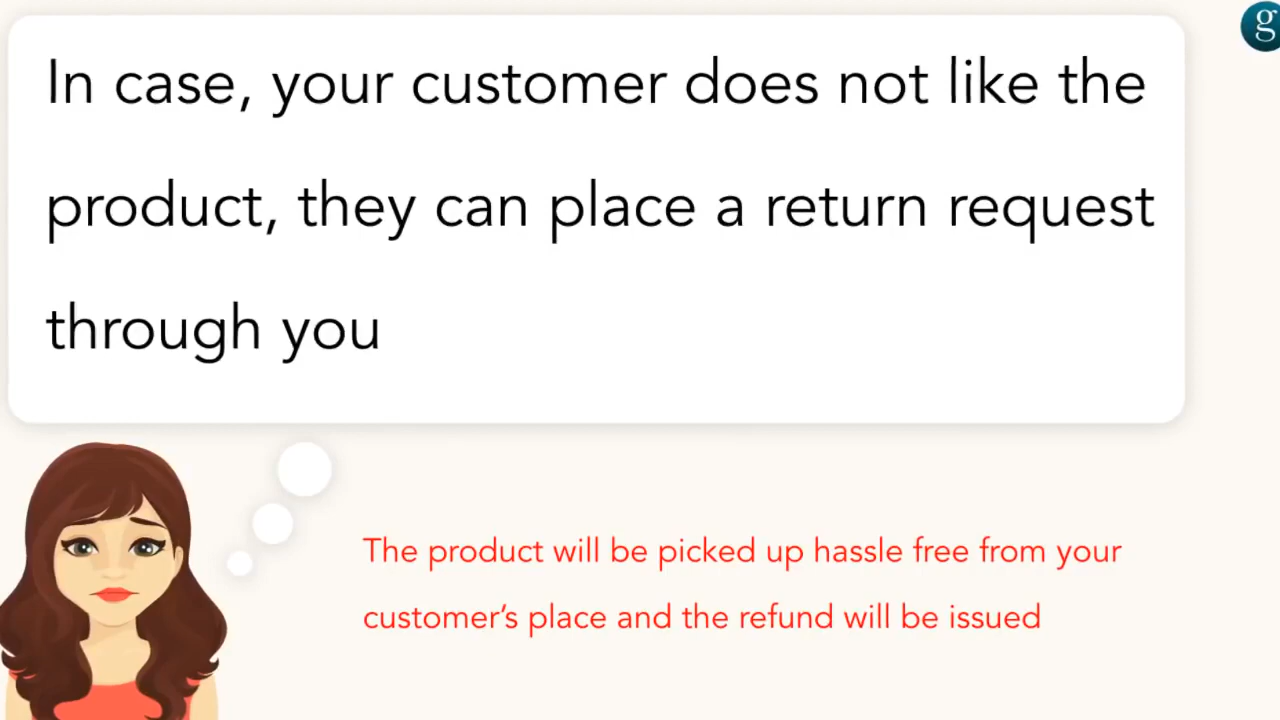 g
In case, your customer does not like the
product, they can place a return request
through you
The product will be picked up hassle free from your
customer’s place and the refund will be issued